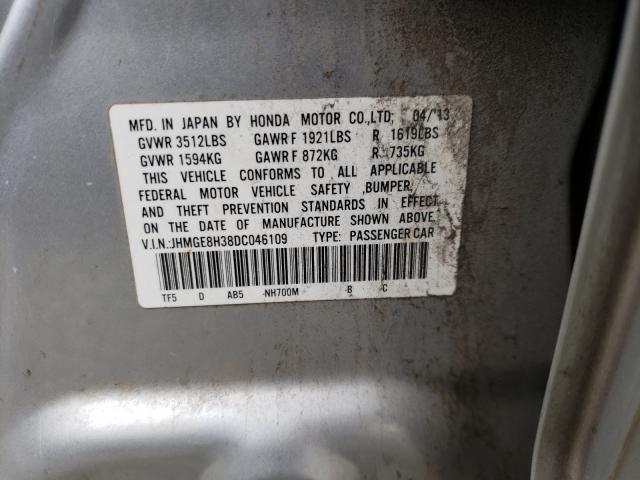 MFD. IN JAPAN BY HONDA MOTOR CO.,LTD, 04/'13
GVWR 3512LBS GAWR F 1921LBS R 1619LBS
GVWR 1594KG GAWR F 872KG R 735KG
THIS VEHICLE CONFORMS TO ALL APPLICABLE
FEDERAL MOTOR VEHICLE SAFETY ,BUMPER,
AND THEFT PREVENTION STANDARDS IN EFFECT
ON THE DATE OF MANUFACTURE SHOWN ABOVE.
V.I.N.:JHMGE8H38DC046109 TYPE: PASSENGER CAR
TF5 D AB5 -NH700M -B -C